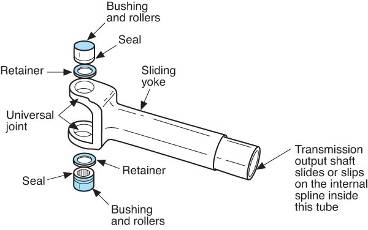 Bushing
and rollers
Seal
Retainer
Sliding
yoke
Universal
joint
Transmission
output shaft
slides or slips
on the internal
spline inside
this tube
Retainer
Seal
Bushing
and rollers